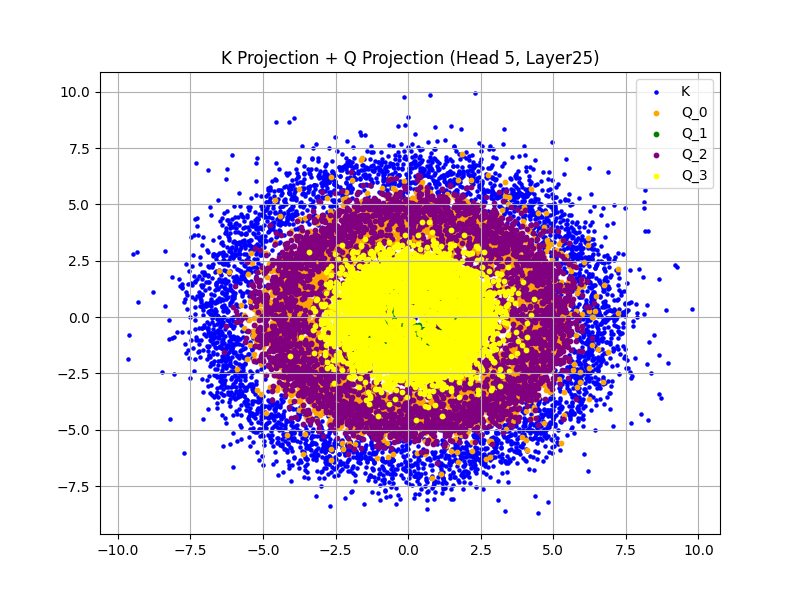 K Projection + Q Projection (Head 5, Layer25)
10.0
7.5
5.0
2.5
0.0
−2.5
−5.0
−7.5
−10.0 −7.5 −5.0 −2.5 0.0 2.5 5.0 7.5 10.0
K
Q_0
Q_1
Q_2
Q_3